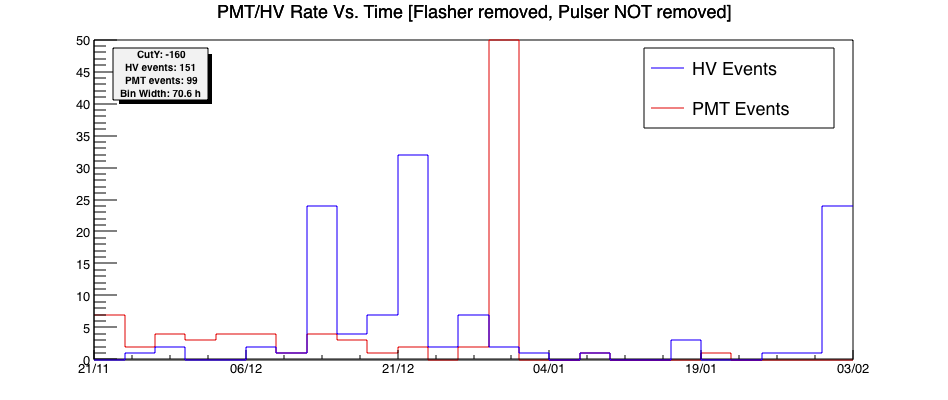 PMT/HV Rate Vs. Time [Flasher removed, Pulser NOT removed]
CutY: -160
HV events: 151
PMT events: 99
Bin Width: 70.6 h
HV Events
PMT Events
50
45
40
35
30
25
20
15
10
5
0
21/11 06/12 21/12 04/01 19/01 03/02